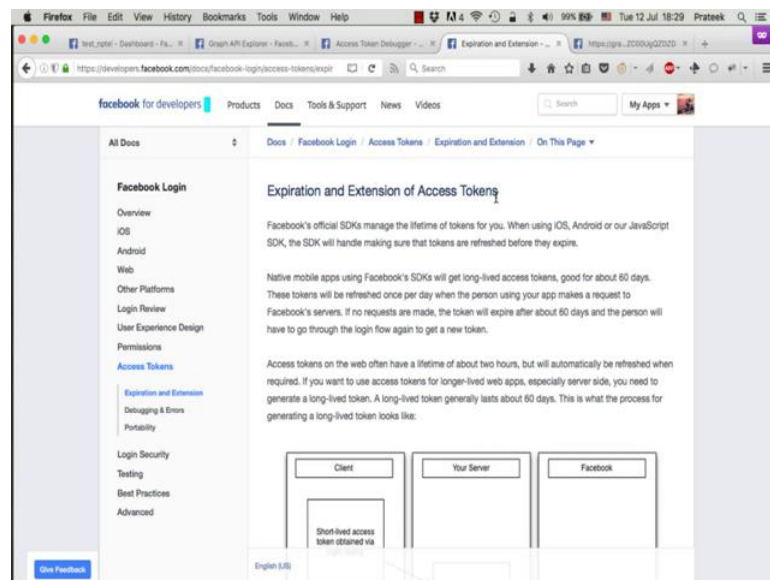 Firefox File Edit View History Bookmarks Tools Window Help 4 99% Tue 12 Jul 18:29 Prateek
test_nptel - Dashboard - Fa... Graph API Explorer - Faceb... Access Token Debugger - ... Expiration and Extension - ... https://gra...ZC00UgQZDZD
https://developers.facebook.com/docs/facebook-login/access-tokens/expir Search
facebook for developers Products Docs Tools & Support News Videos Search My Apps
All Docs Docs / Facebook Login / Access Tokens / Expiration and Extension / On This Page
Facebook Login
Overview
iOS
Android
Web
Other Platforms
Login Review
User Experience Design
Permissions
Access Tokens
Expiration and Extension
Debugging & Errors
Portability
Login Security
Testing
Best Practices
Advanced
Expiration and Extension of Access Tokens
Facebook's official SDKs manage the lifetime of tokens for you. When using iOS, Android or our JavaScript
SDK, the SDK will handle making sure that tokens are refreshed before they expire.
Native mobile apps using Facebook's SDKs will get long-lived access tokens, good for about 60 days.
These tokens will be refreshed once per day when the person using your app makes a request to
Facebook's servers. If no requests are made, the token will expire after about 60 days and the person will
have to go through the login flow again to get a new token.
Access tokens on the web often have a lifetime of about two hours, but will automatically be refreshed when
required. If you want to use access tokens for longer-lived web apps, especially server side, you need to
generate a long-lived token. A long-lived token generally lasts about 60 days. This is what the process for
generating a long-lived token looks like:
Client Your Server Facebook
Short-lived access
token obtained via
Give Feedback English (US)